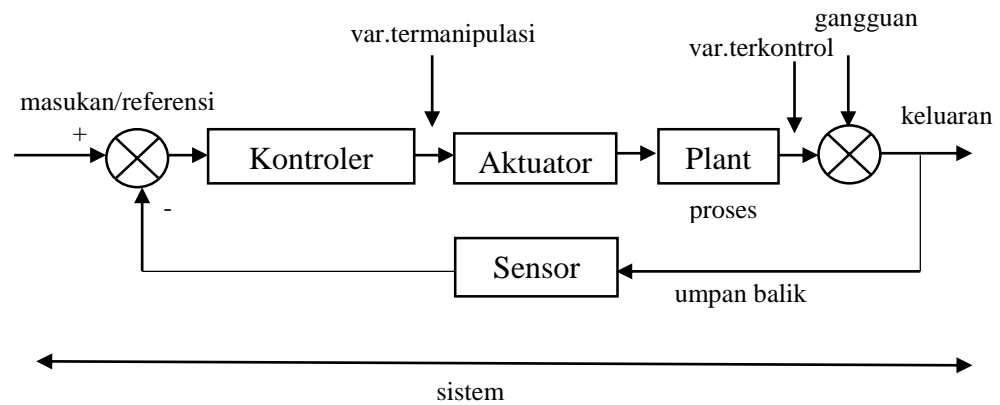 gangguan
var.termanipulasi
var.terkontrol
masukan/referensi
keluaran
+
Kontroler
Aktuator
Plant
-
proses
Sensor
umpan balik
sistem